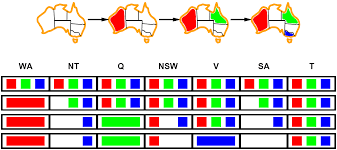 WA NT Q NSW V SA T